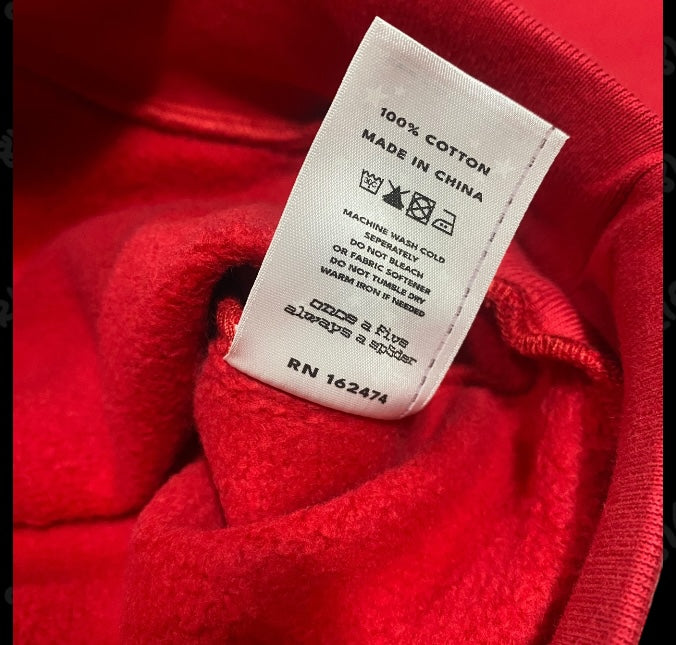 100% COTTON
MADE IN CHINA
30C
MACHINE WASH COLD
SEPERATELY
DO NOT BLEACH
OR FABRIC SOFTENER
DO NOT TUMBLE DRY
WARM IRON IF NEEDED
once a five
always a spider
RN 162474